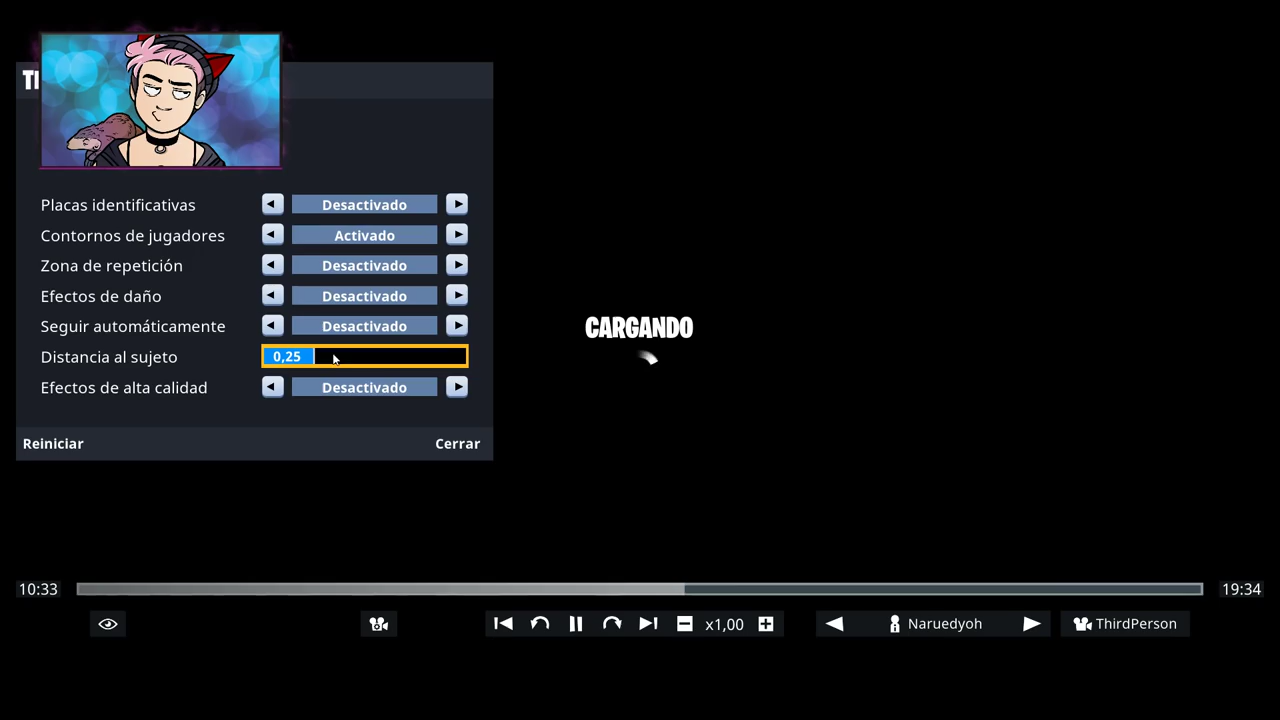 Placas identificativas Desactivado
Contornos de jugadores Activado
Zona de repetición Desactivado
Efectos de daño Desactivado
Seguir automáticamente Desactivado
Distancia al sujeto 0,25
Efectos de alta calidad Desactivado
Reiniciar Cerrar
CARGANDO
10:33 19:34
x1,00 Naruedyoh ThirdPerson